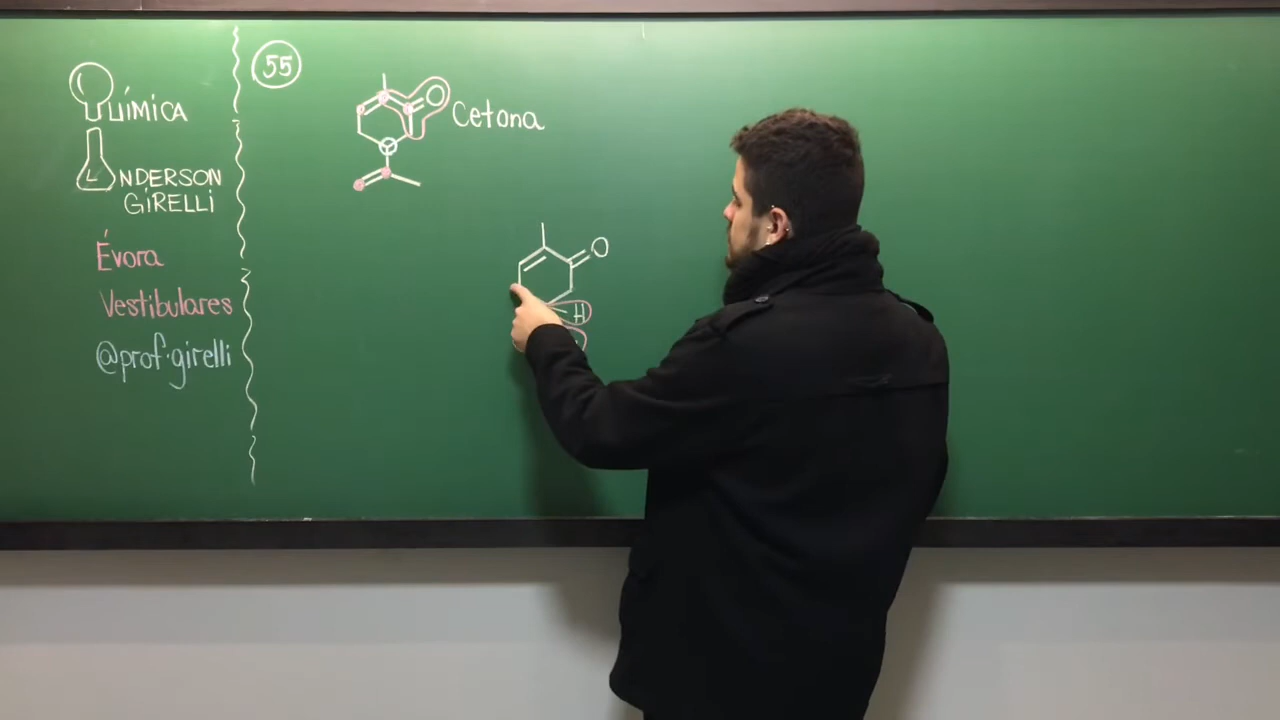 QUÍMICA
ANDERSON
GIRELLI
Évora
Vestibulares
@prof.girelli
55
O Cetona
O
H